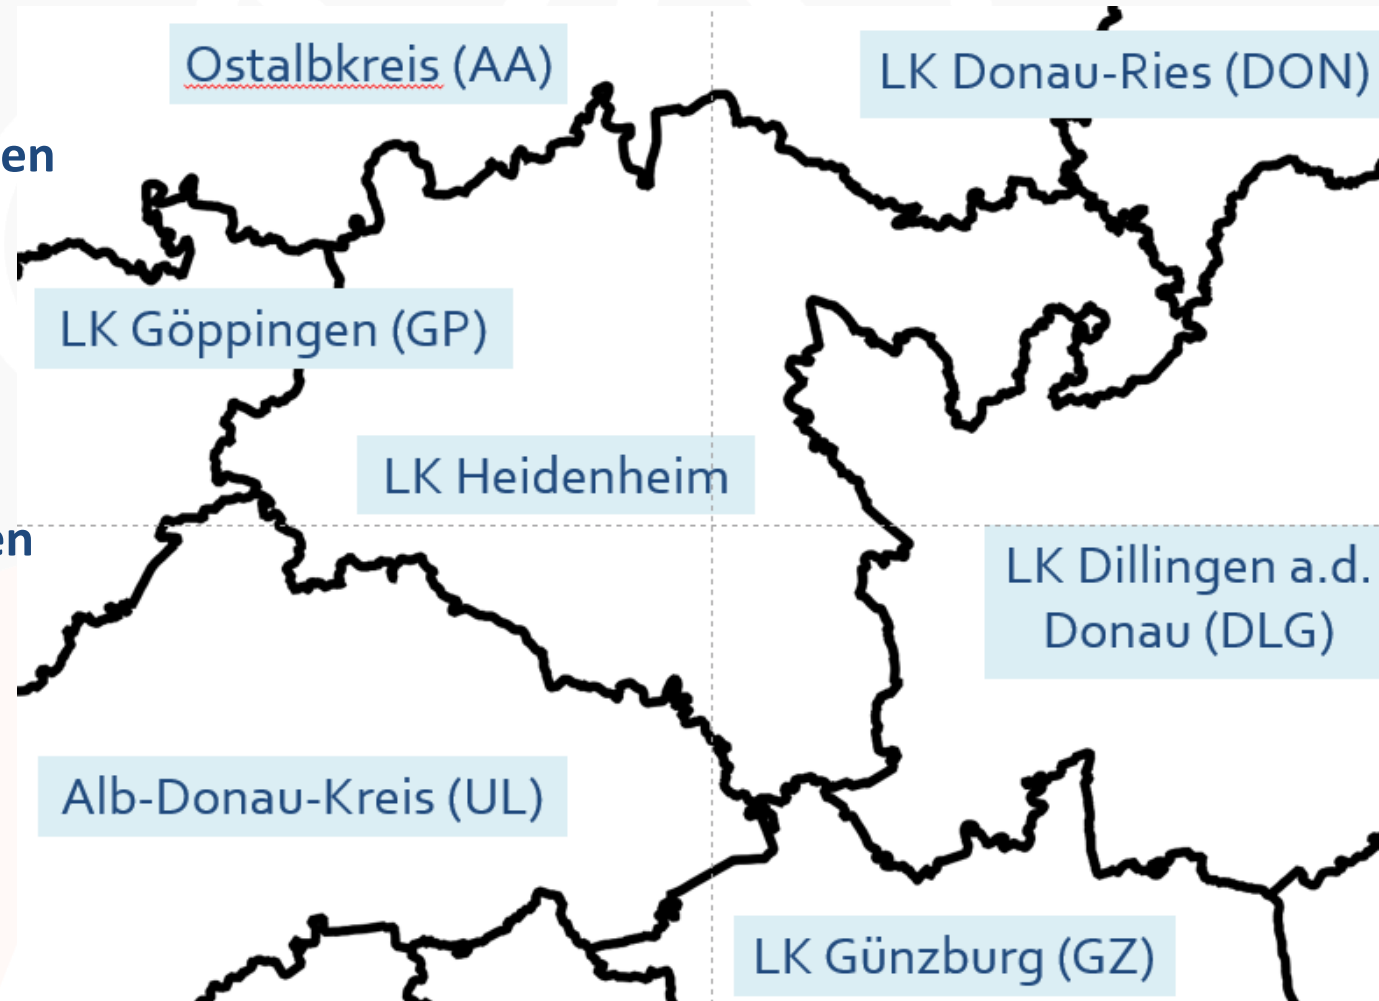 Ostalbkreis (AA)
LK Donau-Ries (DON)
en
LK Göppingen (GP)
LK Heidenheim
en
LK Dillingen a.d.
Donau (DLG)
Alb-Donau-Kreis (UL)
LK Günzburg (GZ)